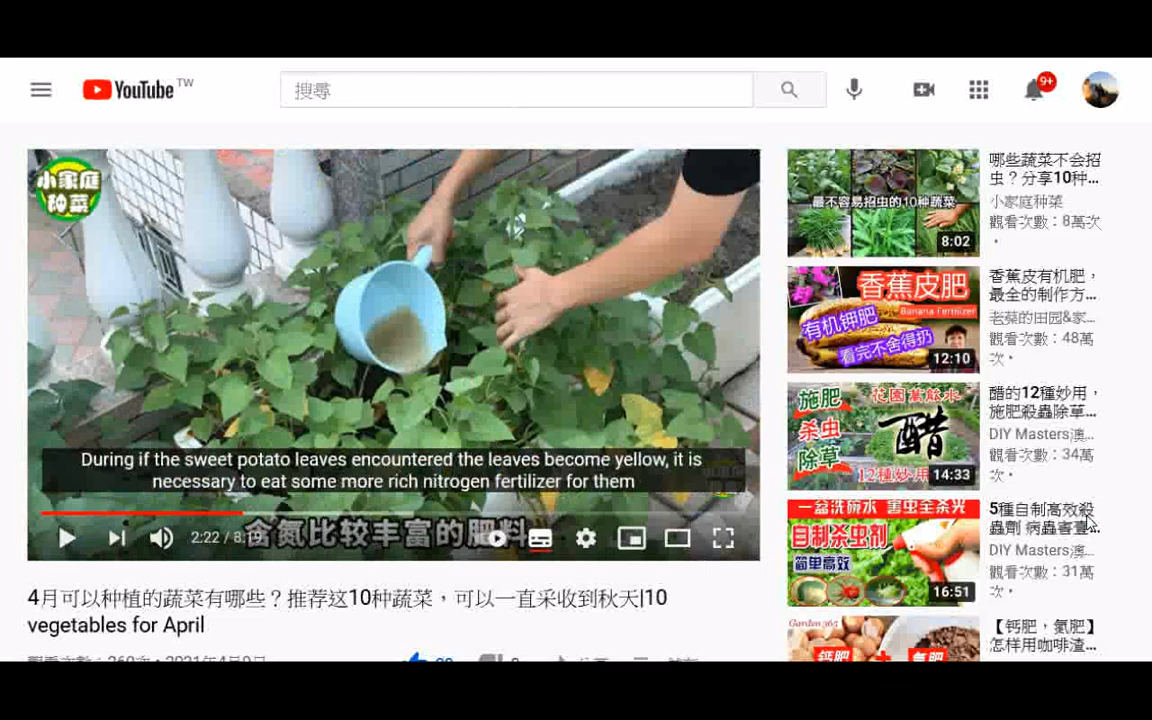 YouTube TW
搜尋
9+
小家庭
种菜
During if the sweet potato leaves encountered the leaves become yellow, it is
necessary to eat some more rich nitrogen fertilizer for them
含氮比较丰富的肥料
2:22 / 8:19
4月可以种植的蔬菜有哪些？推荐这10种蔬菜，可以一直采收到秋天|10
vegetables for April
最不容易招虫的10种蔬菜
8:02
哪些蔬菜不会招
虫？分享10种...
小家庭种菜
觀看次數：8萬次
香蕉皮肥
Banana Fertilizer
有机钾肥
看完不舍得扔
12:10
香蕉皮有机肥，
最全的制作方...
老蔡的田园&家...
觀看次數：48萬
次・
施肥
杀虫
除草
花園菜飲水
醋
12種妙用
14:33
醋的12種妙用，
施肥殺蟲除草...
DIY Masters澳...
觀看次數：34萬
次・
一盆洗碗水 害虫全杀光
自制杀虫剂
简单高效
16:51
5種自制高效殺
蟲劑 病蟲害
DIY Masters澳...
觀看次數：31萬
次・
Garden 365
钙肥 + 氮肥
【钙肥，氮肥】
怎样用咖啡渣...